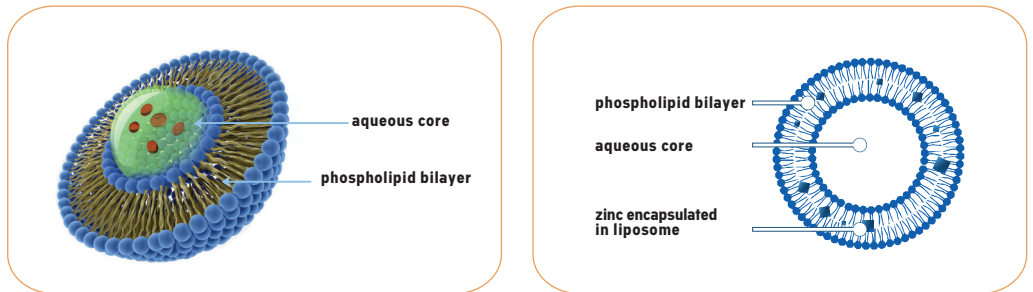 aqueous core
phospholipid bilayer
phospholipid bilayer
aqueous core
zinc encapsulated
in liposome